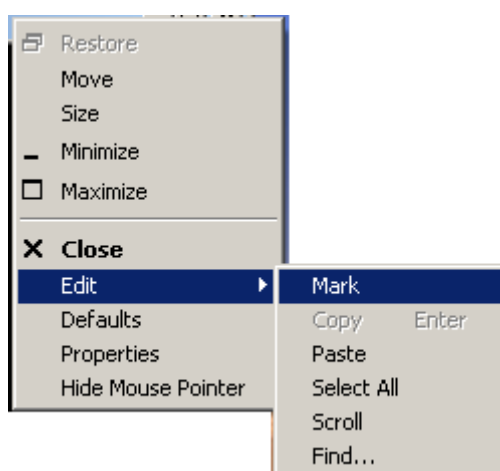 Restore
Move
Size
Minimize
Maximize
Close
Edit
Defaults
Properties
Hide Mouse Pointer
Mark
Copy Enter
Paste
Select All
Scroll
Find...